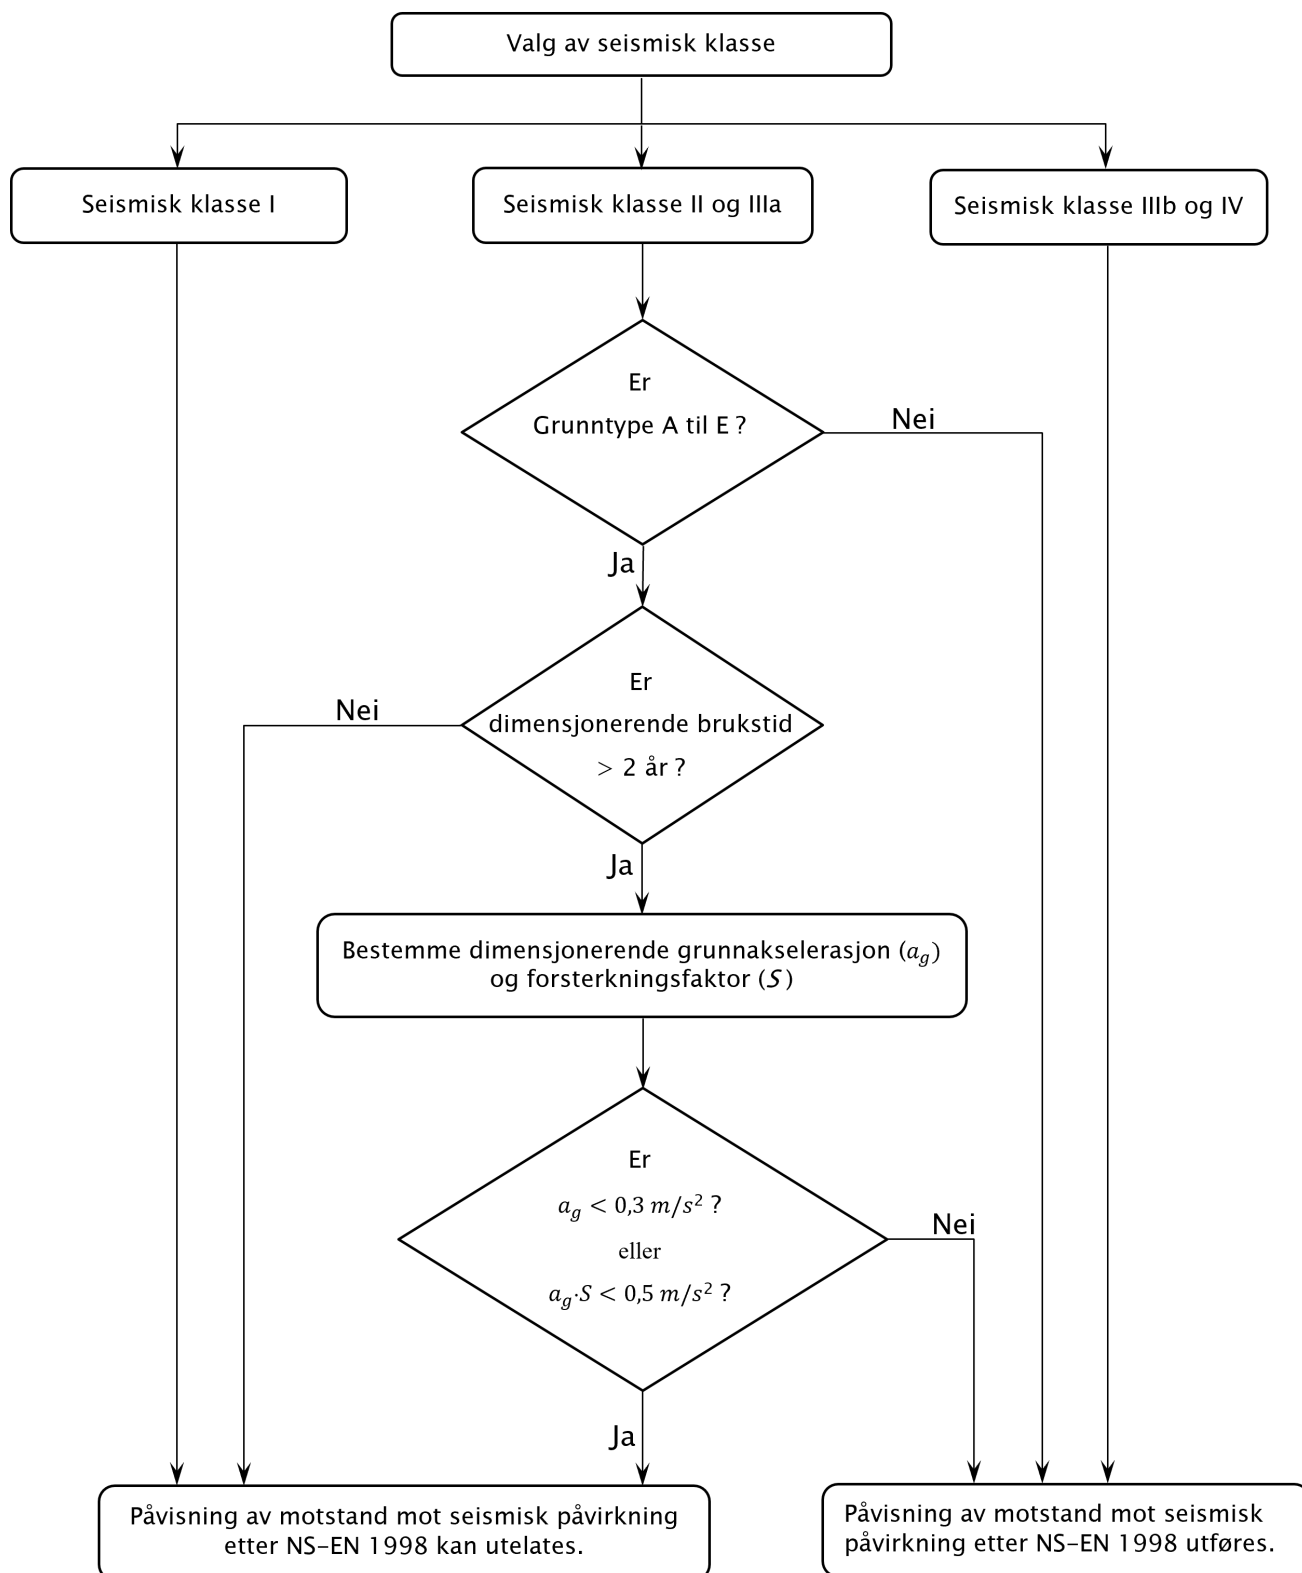 Valg av seismisk klasse
Seismisk klasse I
Seismisk klasse II og IIIa
Seismisk klasse IIIb og IV
Er
Grunntype A til E ?
Nei
Ja
Er
dimensjonerende brukstid
> 2 år ?
Nei
Ja
Bestemme dimensjonerende grunnakselerasjon (a_g)
og forsterkningsfaktor (S)
Er
a_g < 0,3 m/s² ?
eller
a_g·S < 0,5 m/s² ?
Nei
Ja
Påvisning av motstand mot seismisk påvirkning
etter NS-EN 1998 kan utelates.
Påvisning av motstand mot seismisk
påvirkning etter NS-EN 1998 utføres.